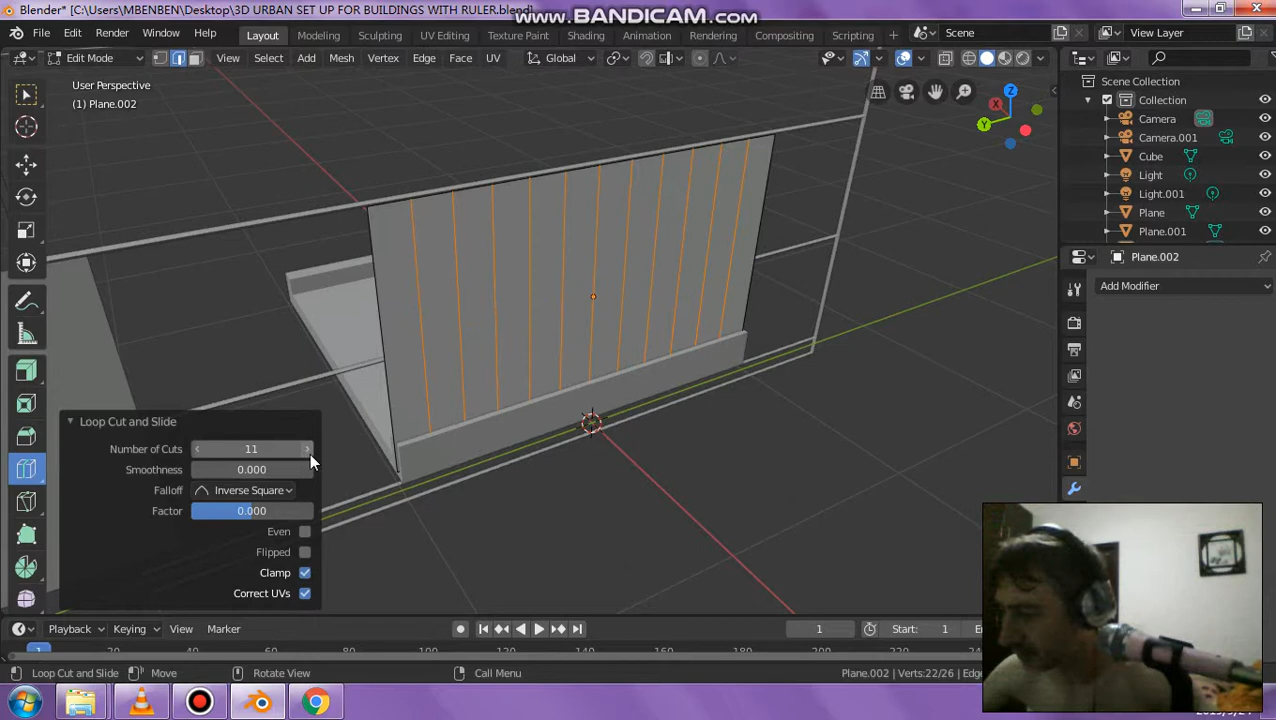 Blender* [C:\Users\MBENBEN\Desktop\3D URBAN SET UP FOR BUILDINGS WITH RULER.blend]
www.BANDICAM.com
File Edit Render Window Help
Layout Modeling Sculpting UV Editing Texture Paint Shading Animation Rendering Compositing Scripting
Scene
View Layer
Edit Mode
View Select Add Mesh Vertex Edge Face UV
Global
User Perspective
(1) Plane.002
Z
X
Y
Scene Collection
Collection
Camera
Camera.001
Cube
Light
Light.001
Plane
Plane.001
Plane.002
Add Modifier
Loop Cut and Slide
Number of Cuts 11
Smoothness 0.000
Falloff Inverse Square
Factor 0.000
Even
Flipped
Clamp
Correct UVs
Playback Keying View Marker
1
Start: 1
1 20
80 100 120 140 160 180 200 220
Loop Cut and Slide Move Rotate View Call Menu
Plane.002 | Verts:22/26 | Edge